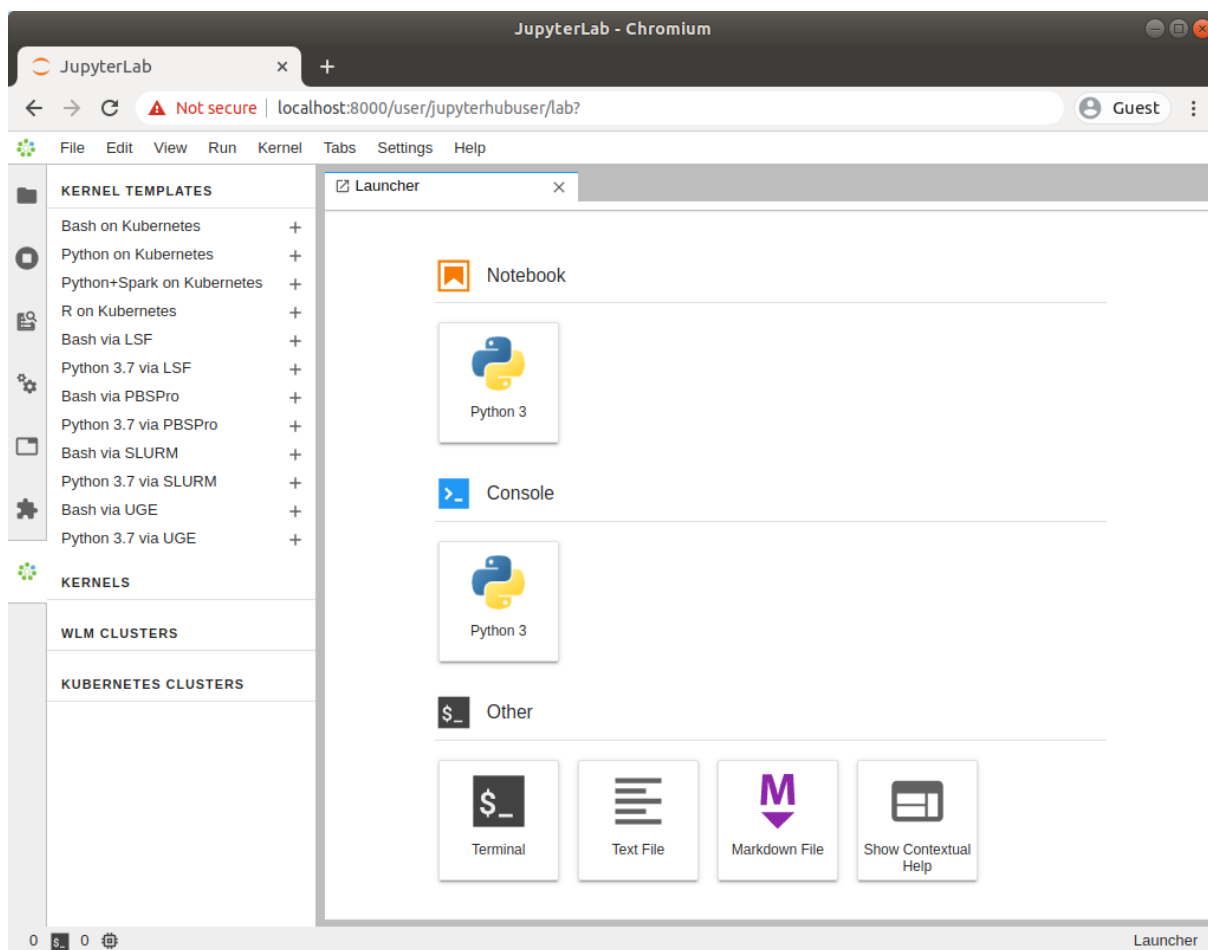 JupyterLab - Chromium
JupyterLab
Not secure localhost:8000/user/jupyterhubuser/lab? Guest
File Edit View Run Kernel Tabs Settings Help
KERNEL TEMPLATES
Bash on Kubernetes
Python on Kubernetes
Python+Spark on Kubernetes
R on Kubernetes
Bash via LSF
Python 3.7 via LSF
Bash via PBSPro
Python 3.7 via PBSPro
Bash via SLURM
Python 3.7 via SLURM
Bash via UGE
Python 3.7 via UGE
KERNELS
WLM CLUSTERS
KUBERNETES CLUSTERS
Launcher
Notebook
Python 3
Console
Python 3
$_ Other
$_
Terminal
Text File
M
Markdown File
Show Contextual
Help
0 $_ 0
Launcher